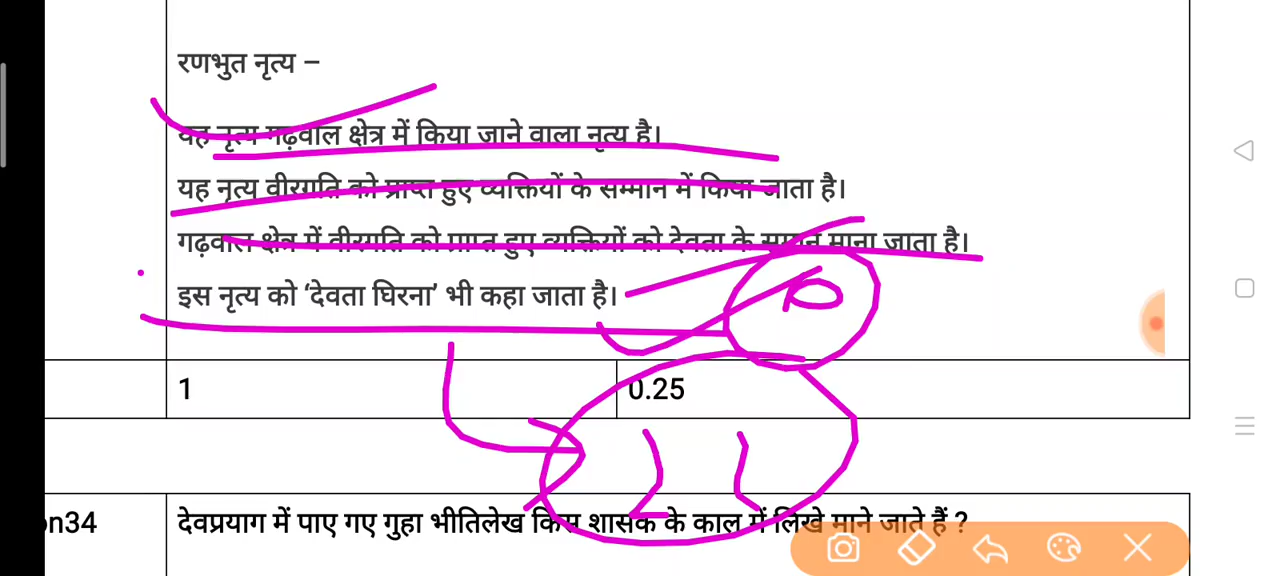 रणभुत नृत्य –
यह नृत्य गढ़वाल क्षेत्र में किया जाने वाला नृत्य है।
यह नृत्य वीरगति को प्राप्त हुए व्यक्तियों के सम्मान में किया जाता है।
गढ़वाल क्षेत्र में वीरगति को प्राप्त हुए व्यक्तियों को देवता के समान माना जाता है।
इस नृत्य को ‘देवता घिरना’ भी कहा जाता है।
1 0.25
on34 देवप्रयाग में पाए गए गुहा भीतिलेख किस शासक के काल में लिखे माने जाते हैं ?